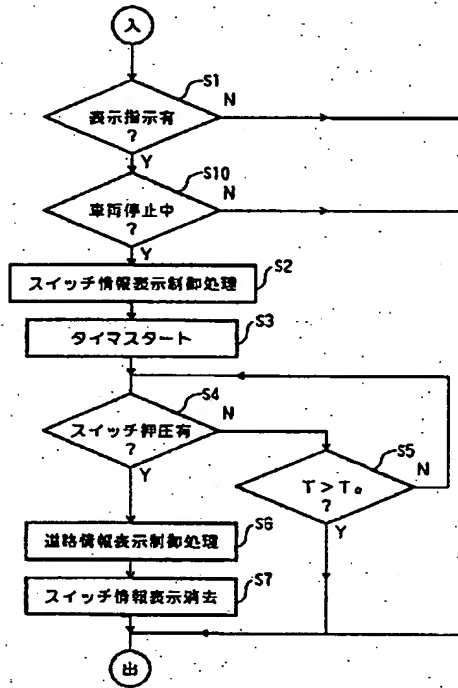 入
S1
表示指示有
?
N
Y
S10
車両停止中
?
N
Y
S2
スイッチ情報表示制御処理
S3
タイマスタート
S4
スイッチ押圧有
?
N
Y
S5
T>To
?
N
Y
S6
道路情報表示制御処理
S7
スイッチ情報表示消去
出